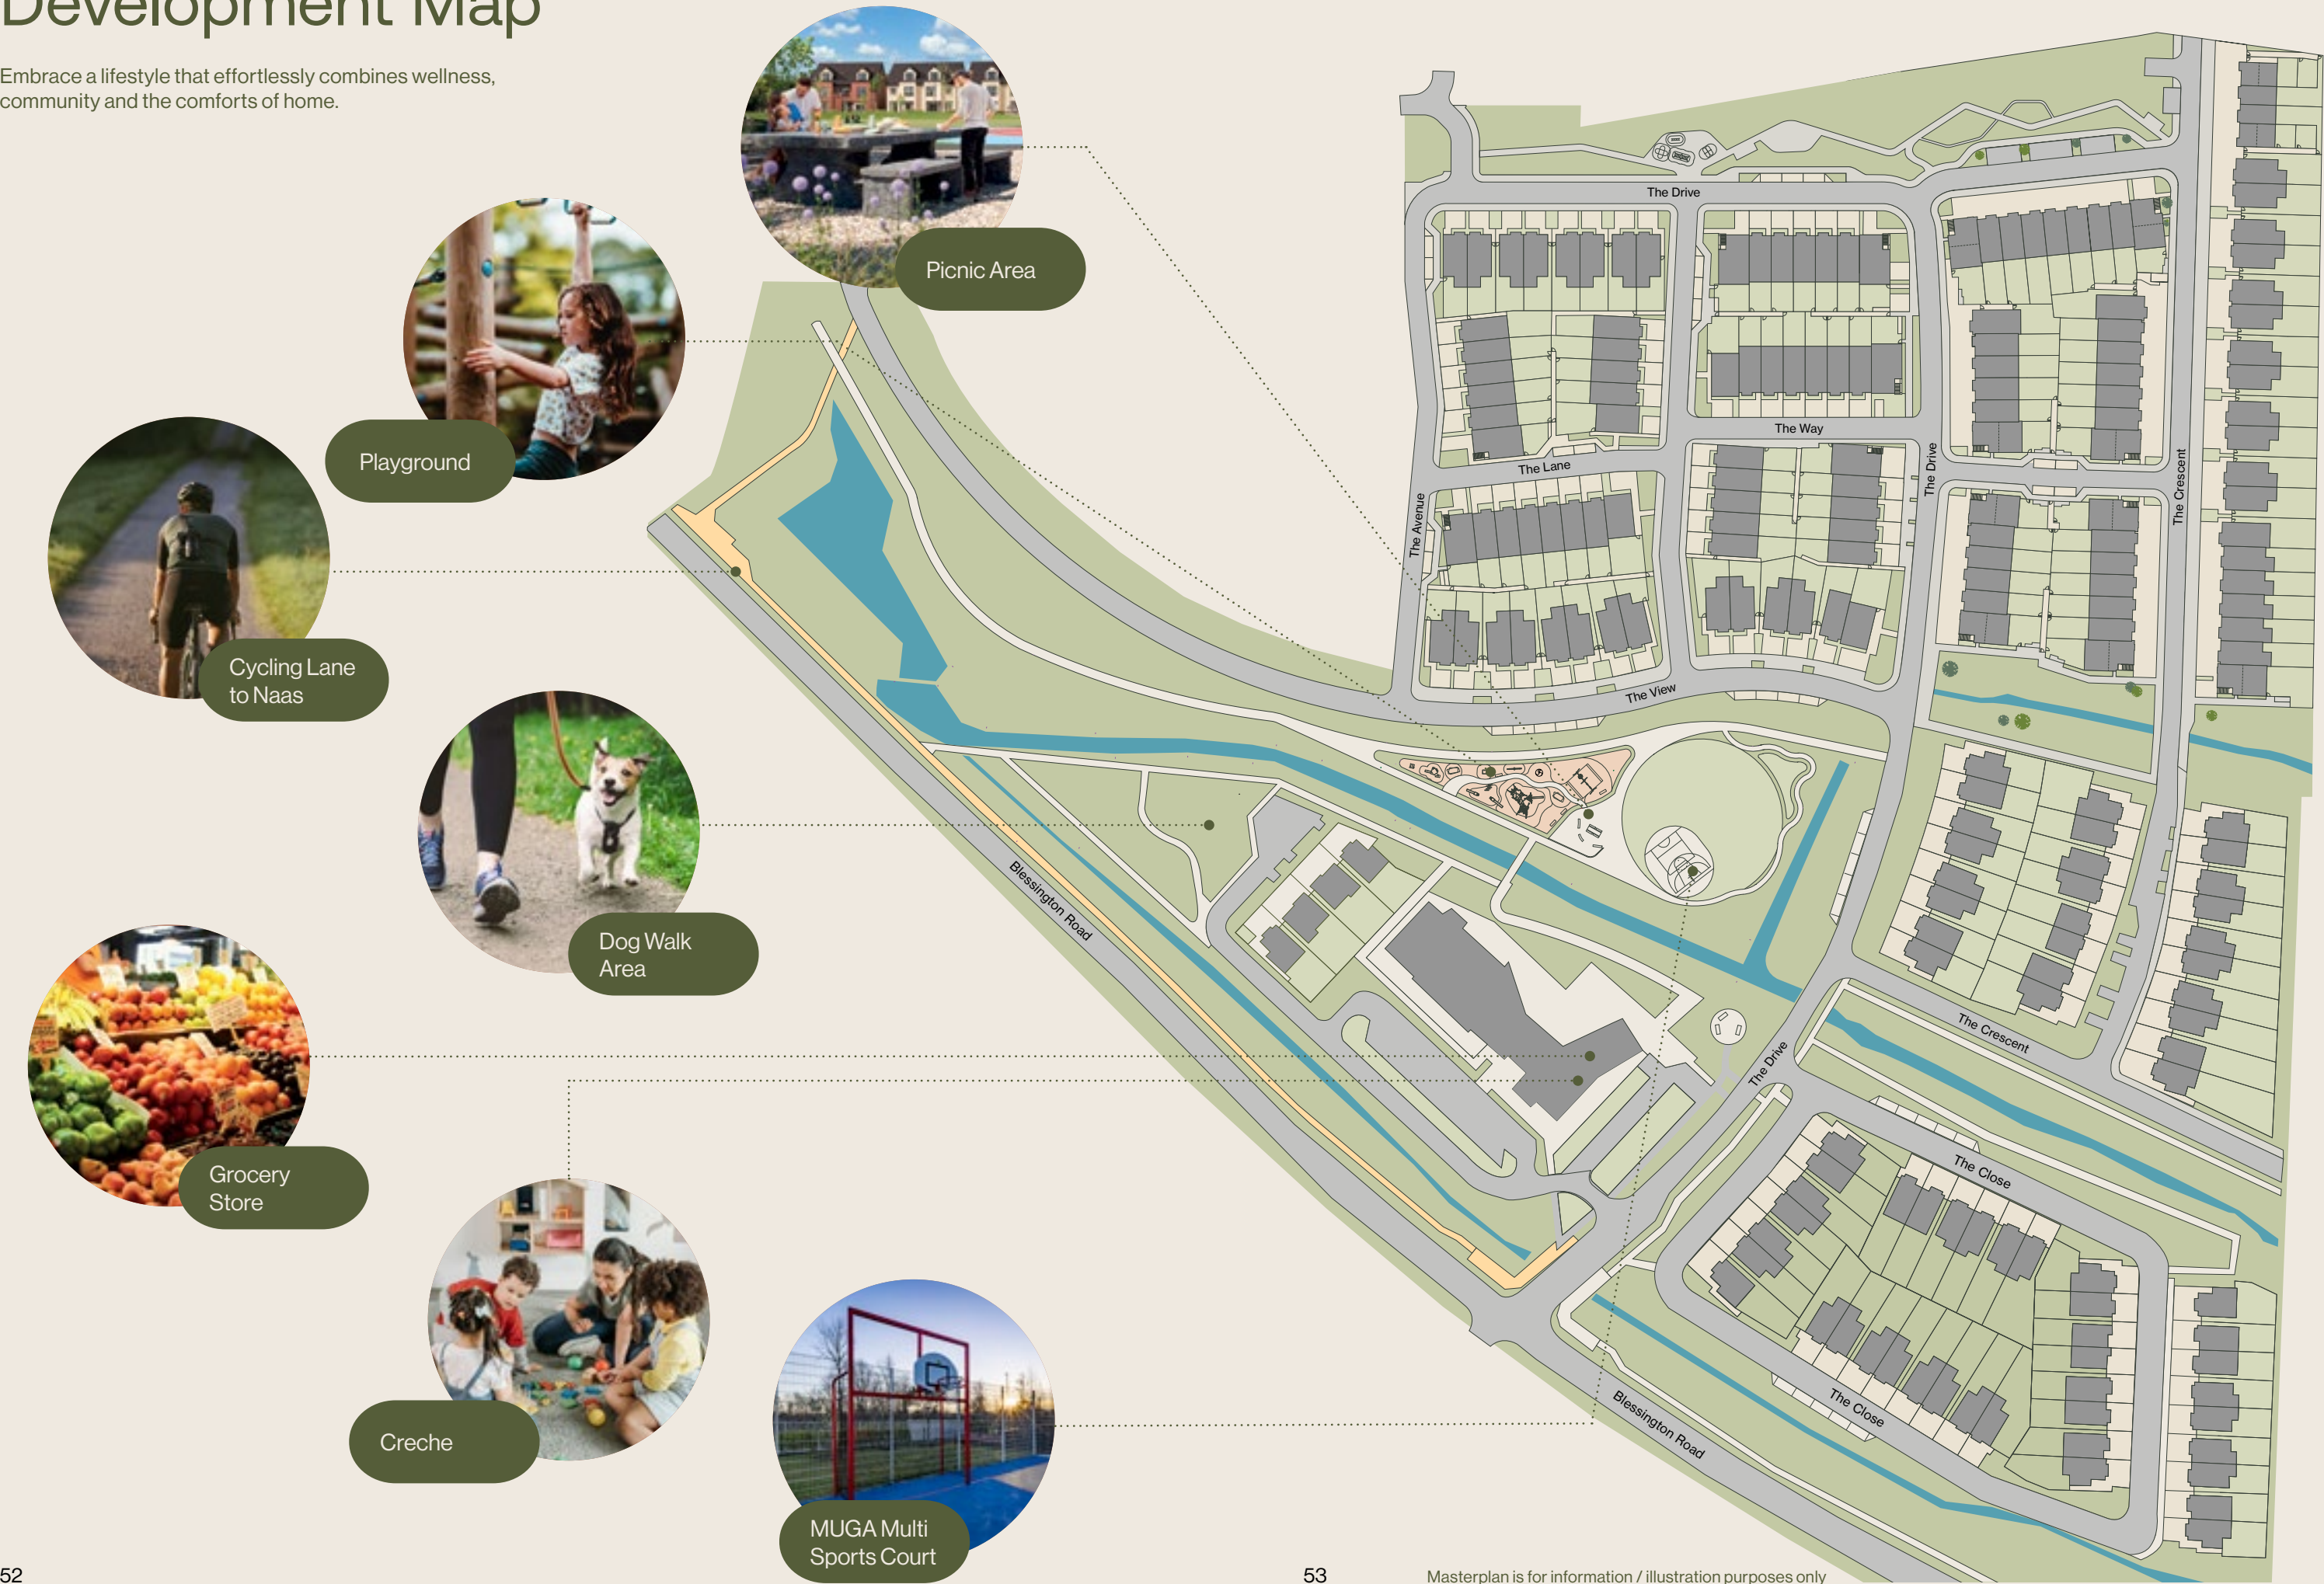 Development Map
Embrace a lifestyle that effortlessly combines wellness,
community and the comforts of home.
Picnic Area
Playground
Cycling Lane
to Naas
Dog Walk
Area
Grocery
Store
Creche
MUGA Multi
Sports Court
The Drive
The Way
The Lane
The Avenue
The Drive
The Crescent
The View
Blessington Road
The Crescent
The Drive
The Close
The Close
Blessington Road
52
53
Masterplan is for information / illustration purposes only